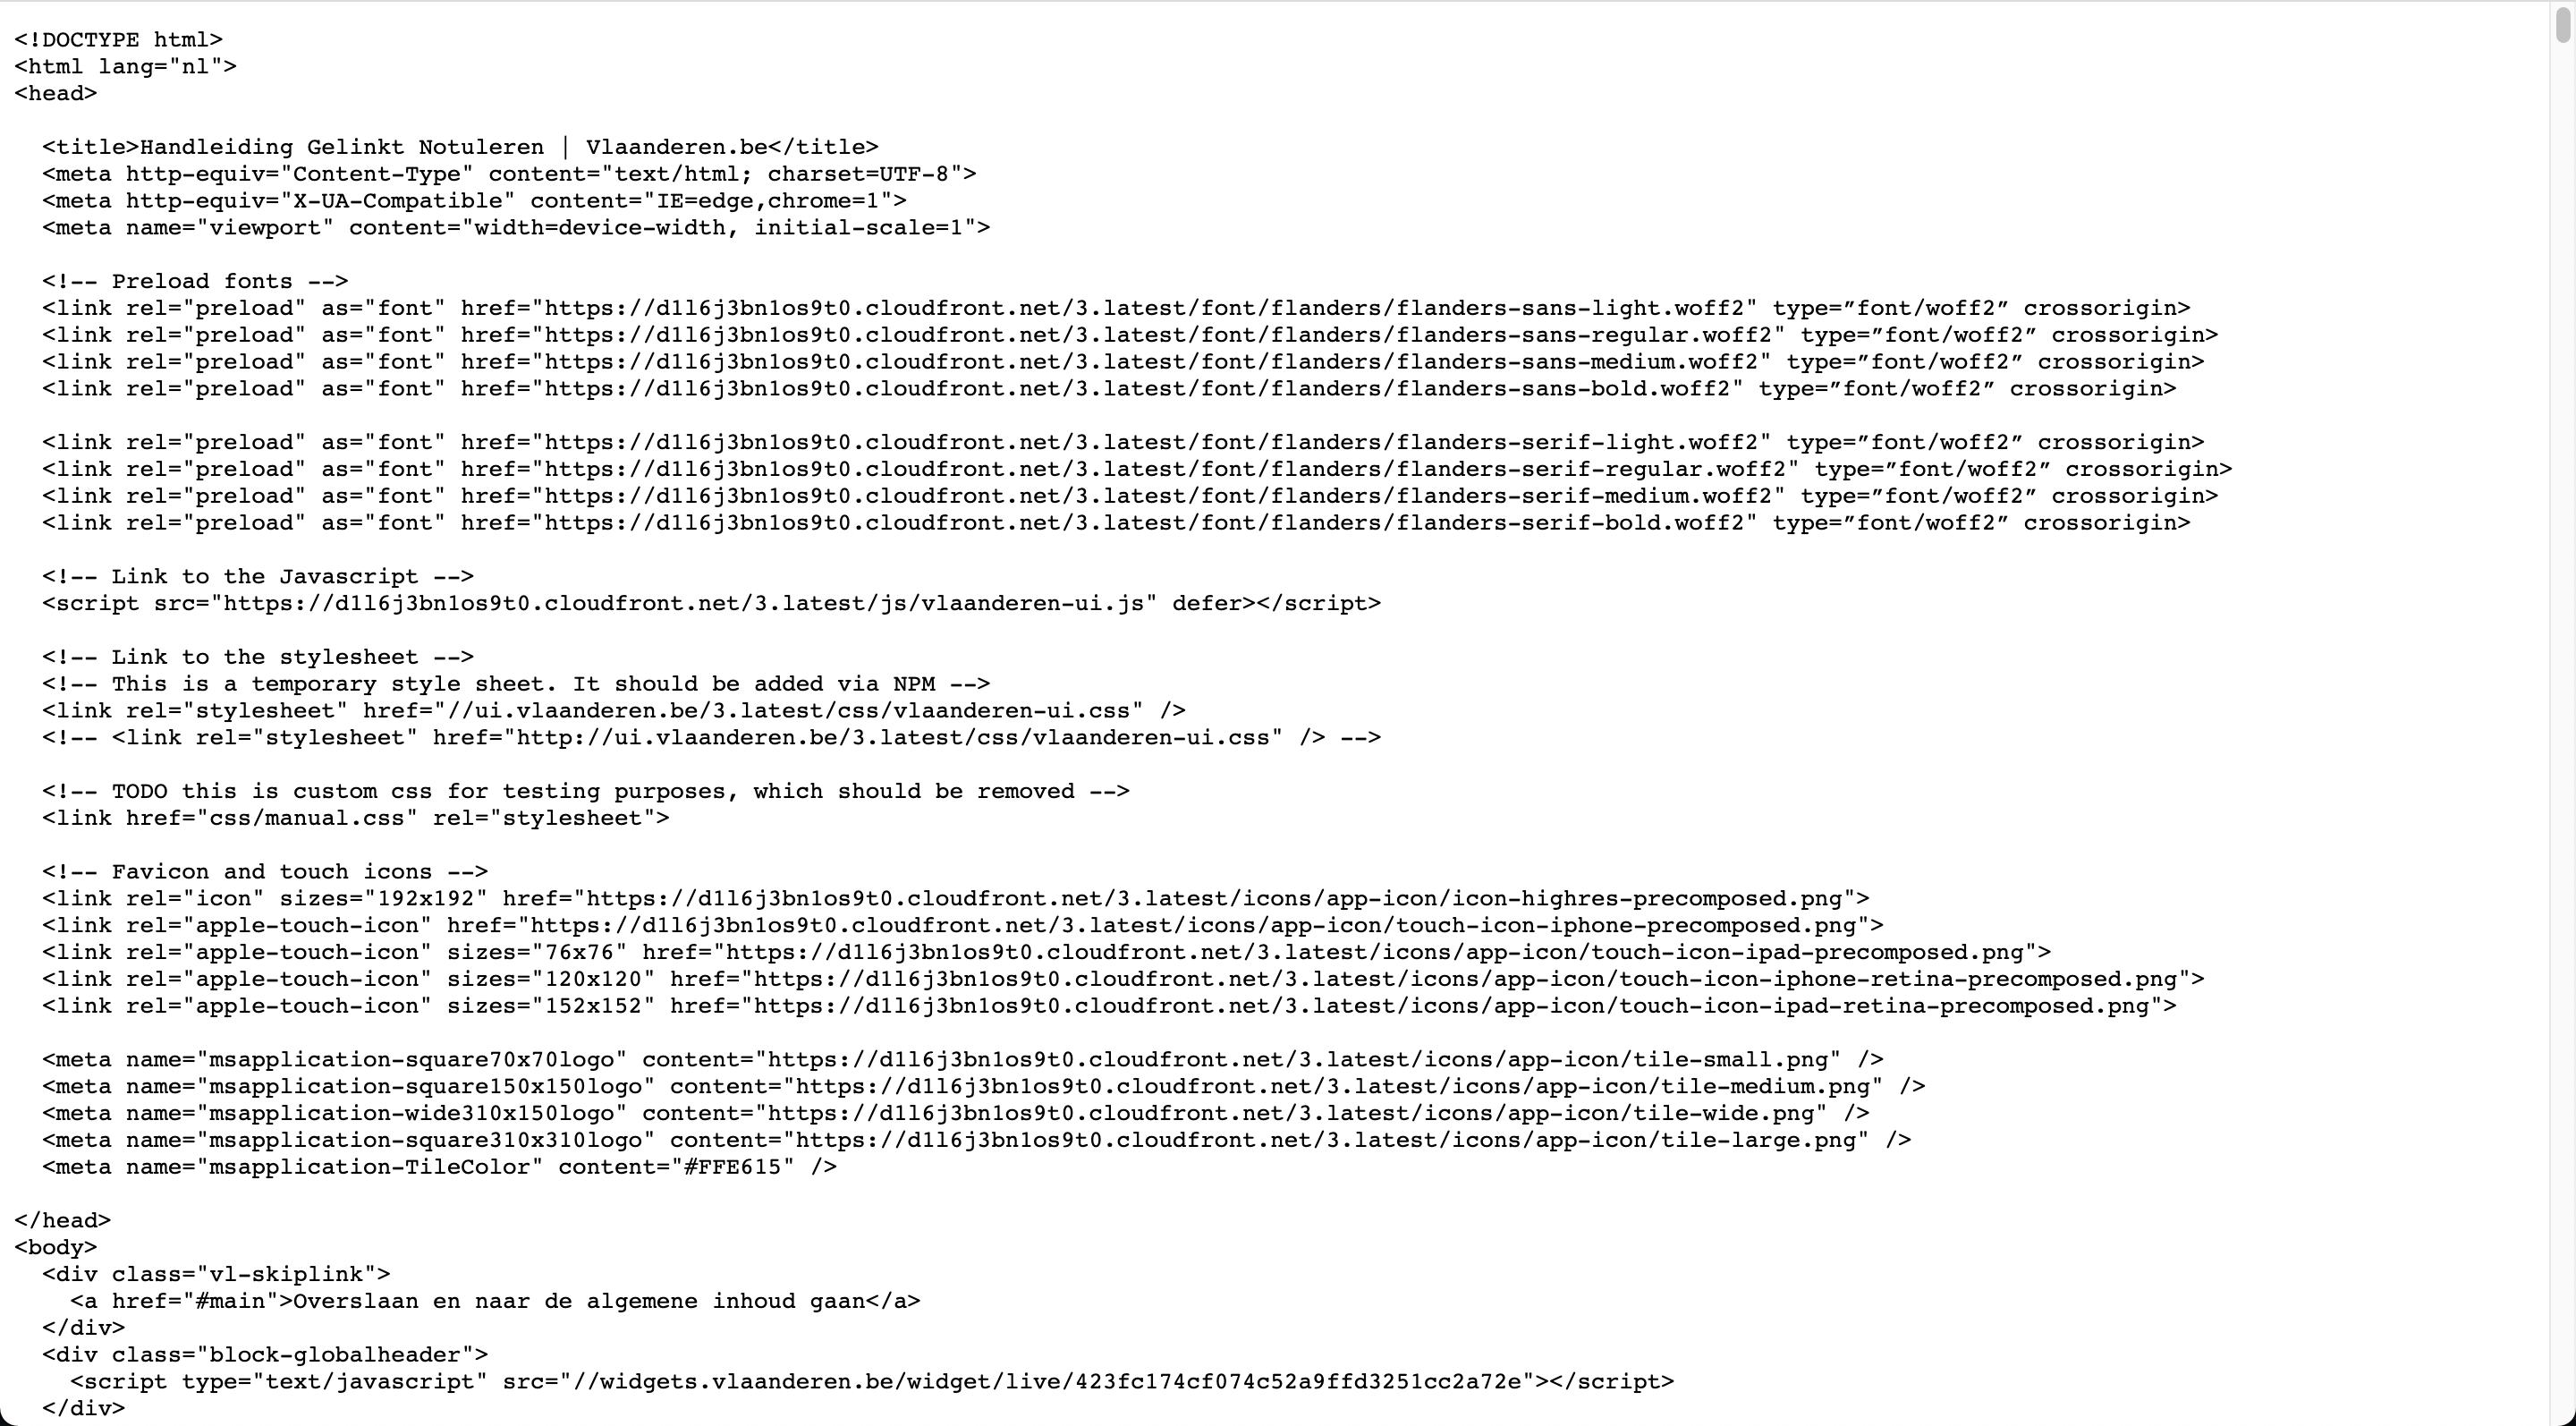 <!DOCTYPE html>
<html lang="nl">
<head>
<title>Handleiding Gelinkt Notuleren | Vlaanderen.be</title>
<meta http-equiv="Content-Type" content="text/html; charset=UTF-8">
<meta http-equiv="X-UA-Compatible" content="IE=edge,chrome=1">
<meta name="viewport" content="width=device-width, initial-scale=1">
<!-- Preload fonts -->
<link rel="preload" as="font" href="https://d1l6j3bn1os9t0.cloudfront.net/3.latest/font/flanders/flanders-sans-light.woff2" type=”font/woff2” crossorigin>
<link rel="preload" as="font" href="https://d1l6j3bn1os9t0.cloudfront.net/3.latest/font/flanders/flanders-sans-regular.woff2" type=”font/woff2” crossorigin>
<link rel="preload" as="font" href="https://d1l6j3bn1os9t0.cloudfront.net/3.latest/font/flanders/flanders-sans-medium.woff2" type=”font/woff2” crossorigin>
<link rel="preload" as="font" href="https://d1l6j3bn1os9t0.cloudfront.net/3.latest/font/flanders/flanders-sans-bold.woff2" type=”font/woff2” crossorigin>
<link rel="preload" as="font" href="https://d1l6j3bn1os9t0.cloudfront.net/3.latest/font/flanders/flanders-serif-light.woff2" type=”font/woff2” crossorigin>
<link rel="preload" as="font" href="https://d1l6j3bn1os9t0.cloudfront.net/3.latest/font/flanders/flanders-serif-regular.woff2" type=”font/woff2” crossorigin>
<link rel="preload" as="font" href="https://d1l6j3bn1os9t0.cloudfront.net/3.latest/font/flanders/flanders-serif-medium.woff2" type=”font/woff2” crossorigin>
<link rel="preload" as="font" href="https://d1l6j3bn1os9t0.cloudfront.net/3.latest/font/flanders/flanders-serif-bold.woff2" type=”font/woff2” crossorigin>
<!-- Link to the Javascript -->
<script src="https://d1l6j3bn1os9t0.cloudfront.net/3.latest/js/vlaanderen-ui.js" defer></script>
<!-- Link to the stylesheet -->
<!-- This is a temporary style sheet. It should be added via NPM -->
<link rel="stylesheet" href="//ui.vlaanderen.be/3.latest/css/vlaanderen-ui.css" />
<!-- <link rel="stylesheet" href="http://ui.vlaanderen.be/3.latest/css/vlaanderen-ui.css" /> -->
<!-- TODO this is custom css for testing purposes, which should be removed -->
<link href="css/manual.css" rel="stylesheet">
<!-- Favicon and touch icons -->
<link rel="icon" sizes="192x192" href="https://d1l6j3bn1os9t0.cloudfront.net/3.latest/icons/app-icon/icon-highres-precomposed.png">
<link rel="apple-touch-icon" href="https://d1l6j3bn1os9t0.cloudfront.net/3.latest/icons/app-icon/touch-icon-iphone-precomposed.png">
<link rel="apple-touch-icon" sizes="76x76" href="https://d1l6j3bn1os9t0.cloudfront.net/3.latest/icons/app-icon/touch-icon-ipad-precomposed.png">
<link rel="apple-touch-icon" sizes="120x120" href="https://d1l6j3bn1os9t0.cloudfront.net/3.latest/icons/app-icon/touch-icon-iphone-retina-precomposed.png">
<link rel="apple-touch-icon" sizes="152x152" href="https://d1l6j3bn1os9t0.cloudfront.net/3.latest/icons/app-icon/touch-icon-ipad-retina-precomposed.png">
<meta name="msapplication-square70x70logo" content="https://d1l6j3bn1os9t0.cloudfront.net/3.latest/icons/app-icon/tile-small.png" />
<meta name="msapplication-square150x150logo" content="https://d1l6j3bn1os9t0.cloudfront.net/3.latest/icons/app-icon/tile-medium.png" />
<meta name="msapplication-wide310x150logo" content="https://d1l6j3bn1os9t0.cloudfront.net/3.latest/icons/app-icon/tile-wide.png" />
<meta name="msapplication-square310x310logo" content="https://d1l6j3bn1os9t0.cloudfront.net/3.latest/icons/app-icon/tile-large.png" />
<meta name="msapplication-TileColor" content="#FFE615" />
</head>
<body>
<div class="vl-skiplink">
<a href="#main">Overslaan en naar de algemene inhoud gaan</a>
</div>
<div class="block-globalheader">
<script type="text/javascript" src="//widgets.vlaanderen.be/widget/live/423fc174cf074c52a9ffd3251cc2a72e"></script>
</div>